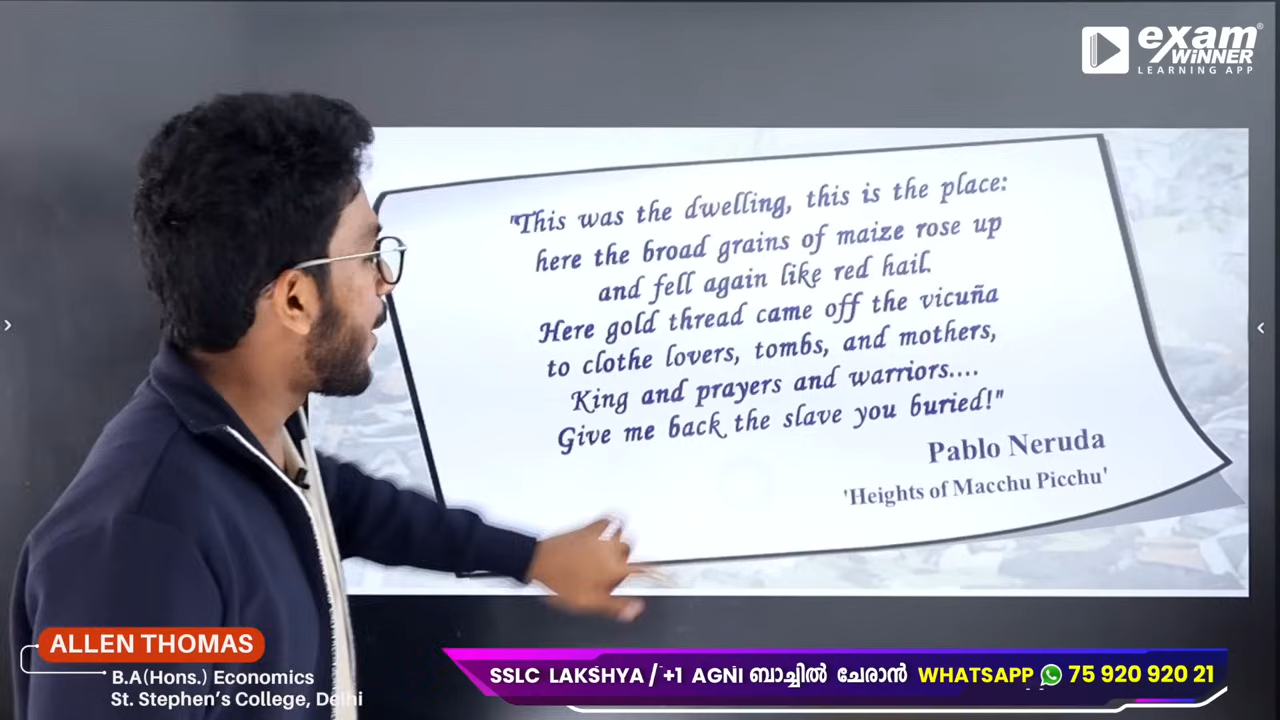 exam
WINNER
LEARNING APP
"This was the dwelling, this is the place:
here the broad grains of maize rose up
and fell again like red hail.
Here gold thread came off the vicuña
to clothe lovers, tombs, and mothers,
King and prayers and warriors....
Give me back the slave you buried!"
Pablo Neruda
'Heights of Macchu Picchu'
ALLEN THOMAS
B.A(Hons.) Economics
St. Stephen's College, Delhi
SSLC LAKSHYA / +1 AGNI ബാച്ചിൽ ചേരാൻ WHATSAPP 75 920 920 21